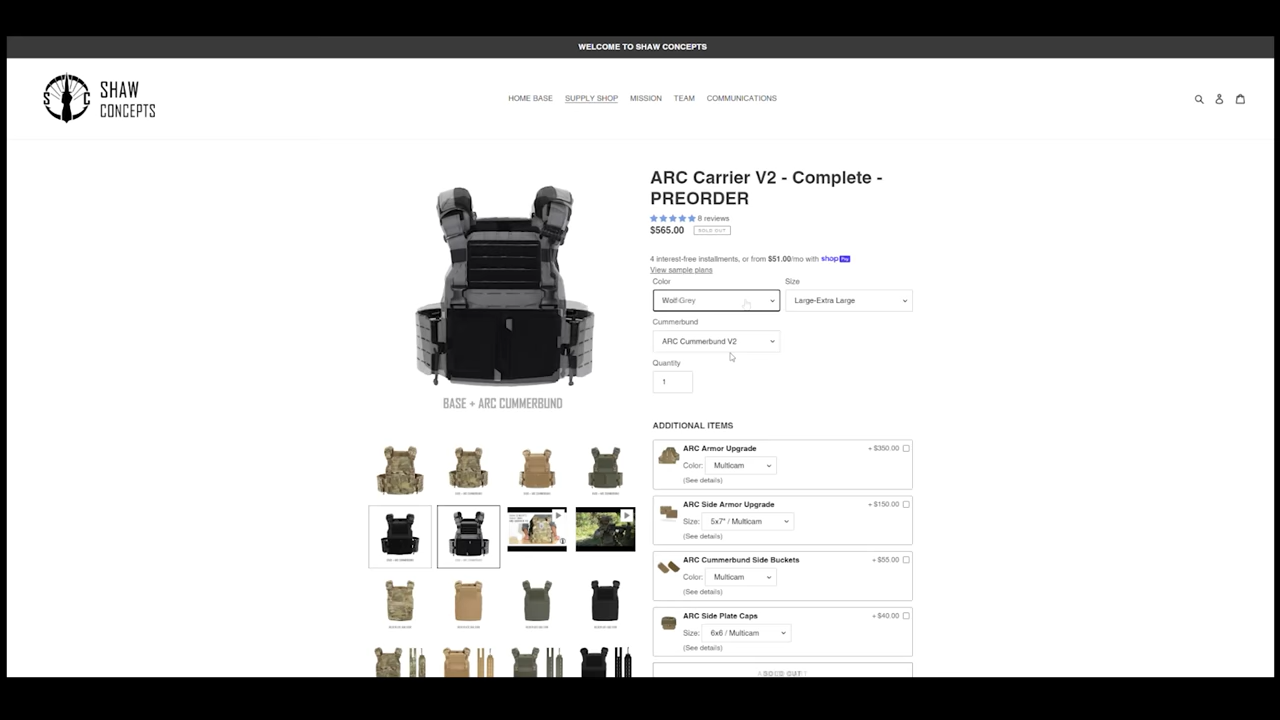 WELCOME TO SHAW CONCEPTS
S C
SHAW
CONCEPTS
HOME BASE
SUPPLY SHOP
MISSION
TEAM
COMMUNICATIONS
ARC Carrier V2 - Complete -
PREORDER
8 reviews
$565.00 SOLD OUT
4 interest-free installments, or from $51.00/mo with shop Pay
View sample plans
Color
Size
Wolf Grey
Large-Extra Large
Cummerbund
ARC Cummerbund V2
Quantity
1
BASE + ARC CUMMERBUND
ADDITIONAL ITEMS
ARC Armor Upgrade
+ $350.00
Color: Multicam
(See details)
ARC Side Armor Upgrade
+ $150.00
Size: 5x7" / Multicam
(See details)
ARC Cummerbund Side Buckets
+ $55.00
Color: Multicam
(See details)
ARC Side Plate Caps
+ $40.00
Size: 6x6 / Multicam
(See details)